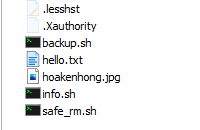 .lesshst
.Xauthority
backup.sh
hello.txt
hoakenhong.jpg
info.sh
safe_rm.sh